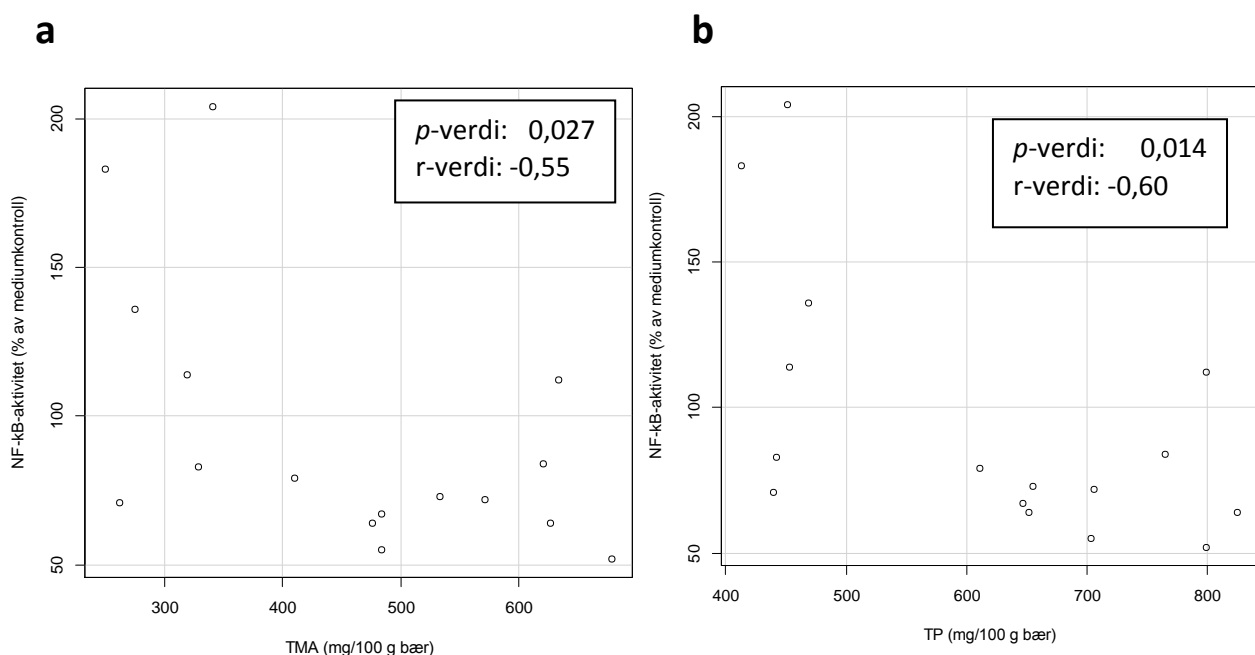 a
p-verdi: 0,027
r-verdi: -0,55
200
150
100
50
NF-kB-aktivitet (% av mediumkontroll)
300 400 500 600
TMA (mg/100 g bær)
b
p-verdi: 0,014
r-verdi: -0,60
200
150
100
50
NF-kB-aktivitet (% av mediumkontroll)
400 500 600 700 800
TP (mg/100 g bær)